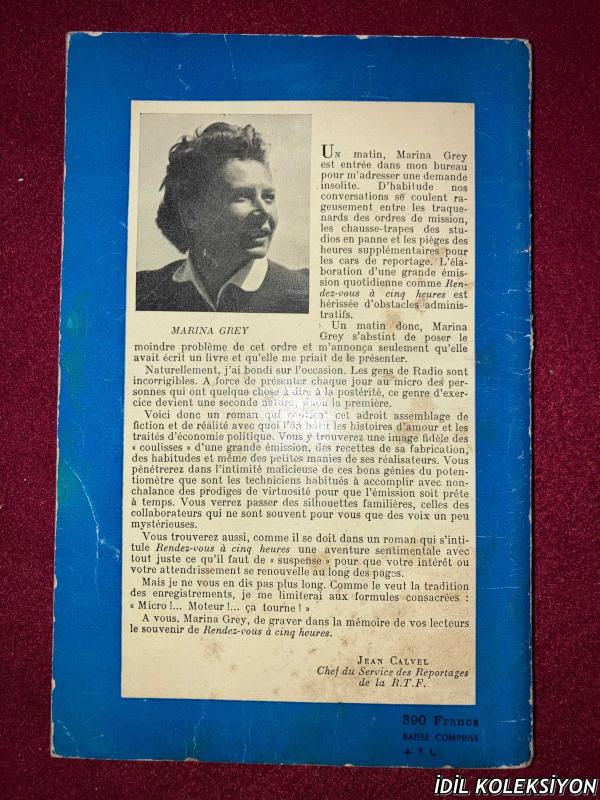 UN matin, Marina Grey
est entrée dans mon bureau
pour m'adresser une demande
insolite. D'habitude nos
conversations se coulent ra-
geusement entre les traque-
nards des ordres de mission,
les chausse-trapes des stu-
dios en panne et les pièges des
heures supplémentaires pour
les cars de reportage. L'éla-
boration d'une grande émis-
sion quotidienne comme Ren-
dez-vous à cinq heures est
hérissée d'obstacles adminis-
tratifs.
MARINA GREY
Un matin donc, Marina
Grey s'abstint de poser le
moindre problème de cet ordre et m'annonça seulement qu'elle
avait écrit un livre et qu'elle me priait de le présenter.
Naturellement, j'ai bondi sur l'occasion. Les gens de Radio sont
incorrigibles. A force de présenter chaque jour au micro des per-
sonnes qui ont quelque chose à dire à la postérité, ce genre d'exer-
cice devient une seconde nature, sinon la première.
Voici donc un roman qui contient cet adroit assemblage de
fiction et de réalité avec quoi l'on bâtit les histoires d'amour et les
traités d'économie politique. Vous y trouverez une image fidèle des
« coulisses » d'une grande émission, des recettes de sa fabrication,
des habitudes et même des petites manies de ses réalisateurs. Vous
pénétrerez dans l'intimité malicieuse de ces bons génies du poten-
tiomètre que sont les techniciens habitués à accomplir avec non-
chalance des prodiges de virtuosité pour que l'émission soit prête
à temps. Vous verrez passer des silhouettes familières, celles des
collaborateurs qui ne sont souvent pour vous que des voix un peu
mystérieuses.
Vous trouverez aussi, comme il se doit dans un roman qui s'inti-
tule Rendez-vous à cinq heures une aventure sentimentale avec
tout juste ce qu'il faut de « suspense » pour que votre intérêt ou
votre attendrissement se renouvelle au long des pages.
Mais je ne vous en dis pas plus long. Comme le veut la tradition
des enregistrements, je me limiterai aux formules consacrées :
« Micro !... Moteur !... ça tourne ! »
A vous, Marina Grey, de graver dans la mémoire de vos lecteurs
le souvenir de Rendez-vous à cinq heures.
JEAN CALVEL
Chef du Service des Reportages
de la R.T.F.
390 Francs
BAISSE COMPRISE
+ T. L.
İDİL KOLEKSİYON